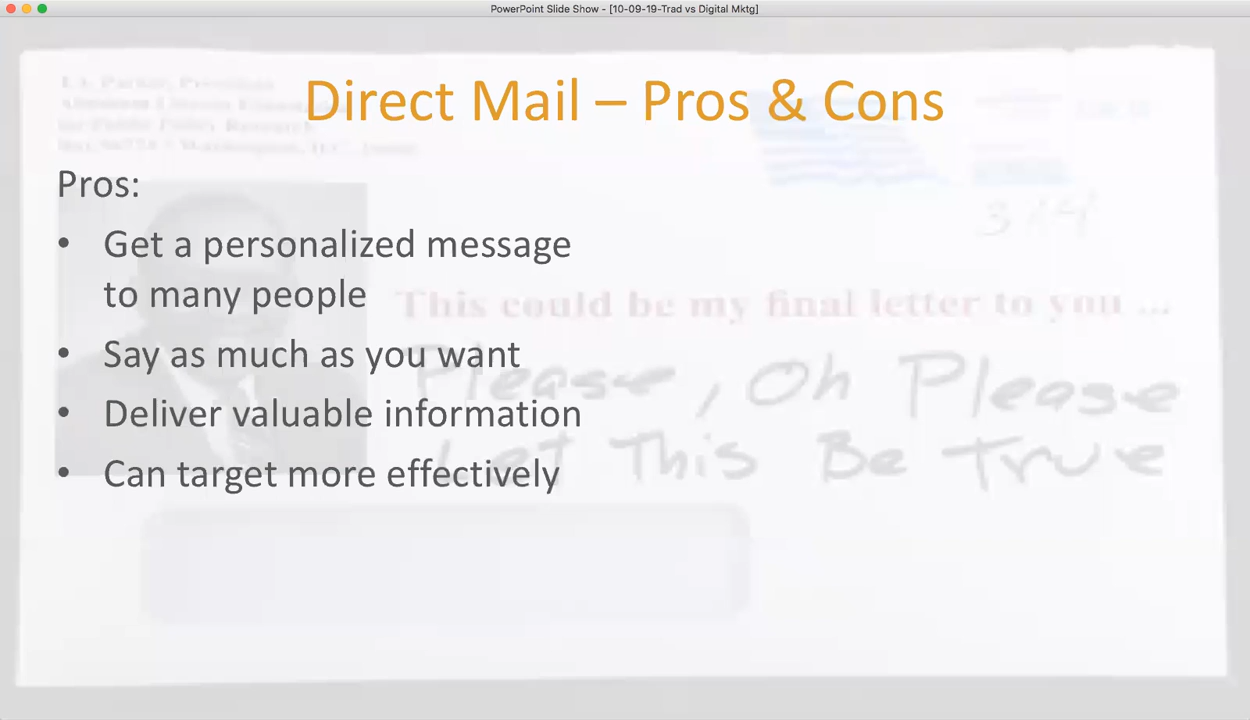 PowerPoint Slide Show - [10-09-19-Trad vs Digital Mktg]
Direct Mail – Pros & Cons
Pros:
• Get a personalized message
to many people
• Say as much as you want
• Deliver valuable information
• Can target more effectively
This could be my final letter to you ...
Please, Oh Please
Let This Be True